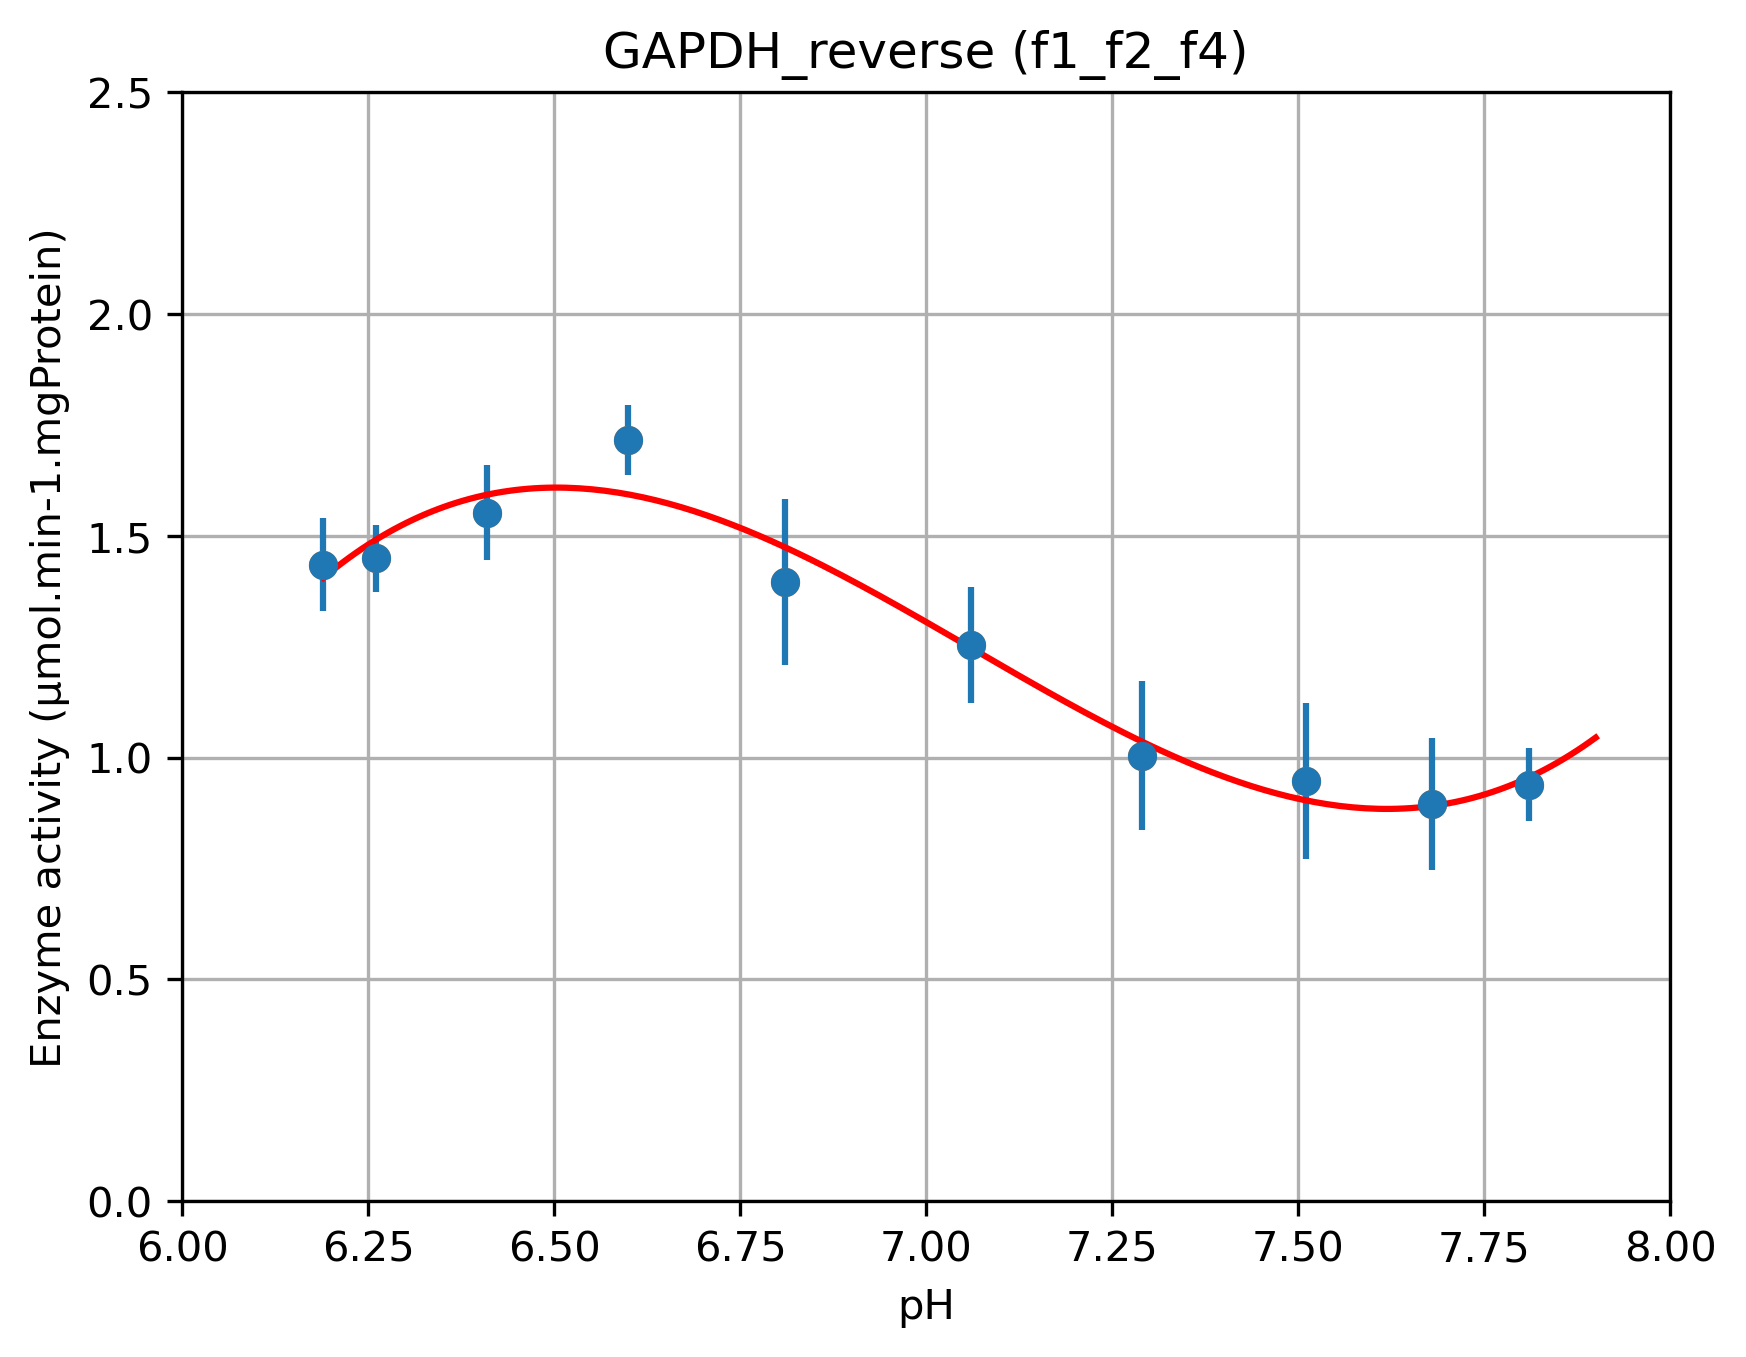 GAPDH_reverse (f1_f2_f4)
2.5
2.0
1.5
1.0
0.5
0.0
Enzyme activity (μmol.min-1.mgProtein)
6.00 6.25 6.50 6.75 7.00 7.25 7.50 7.75 8.00
pH